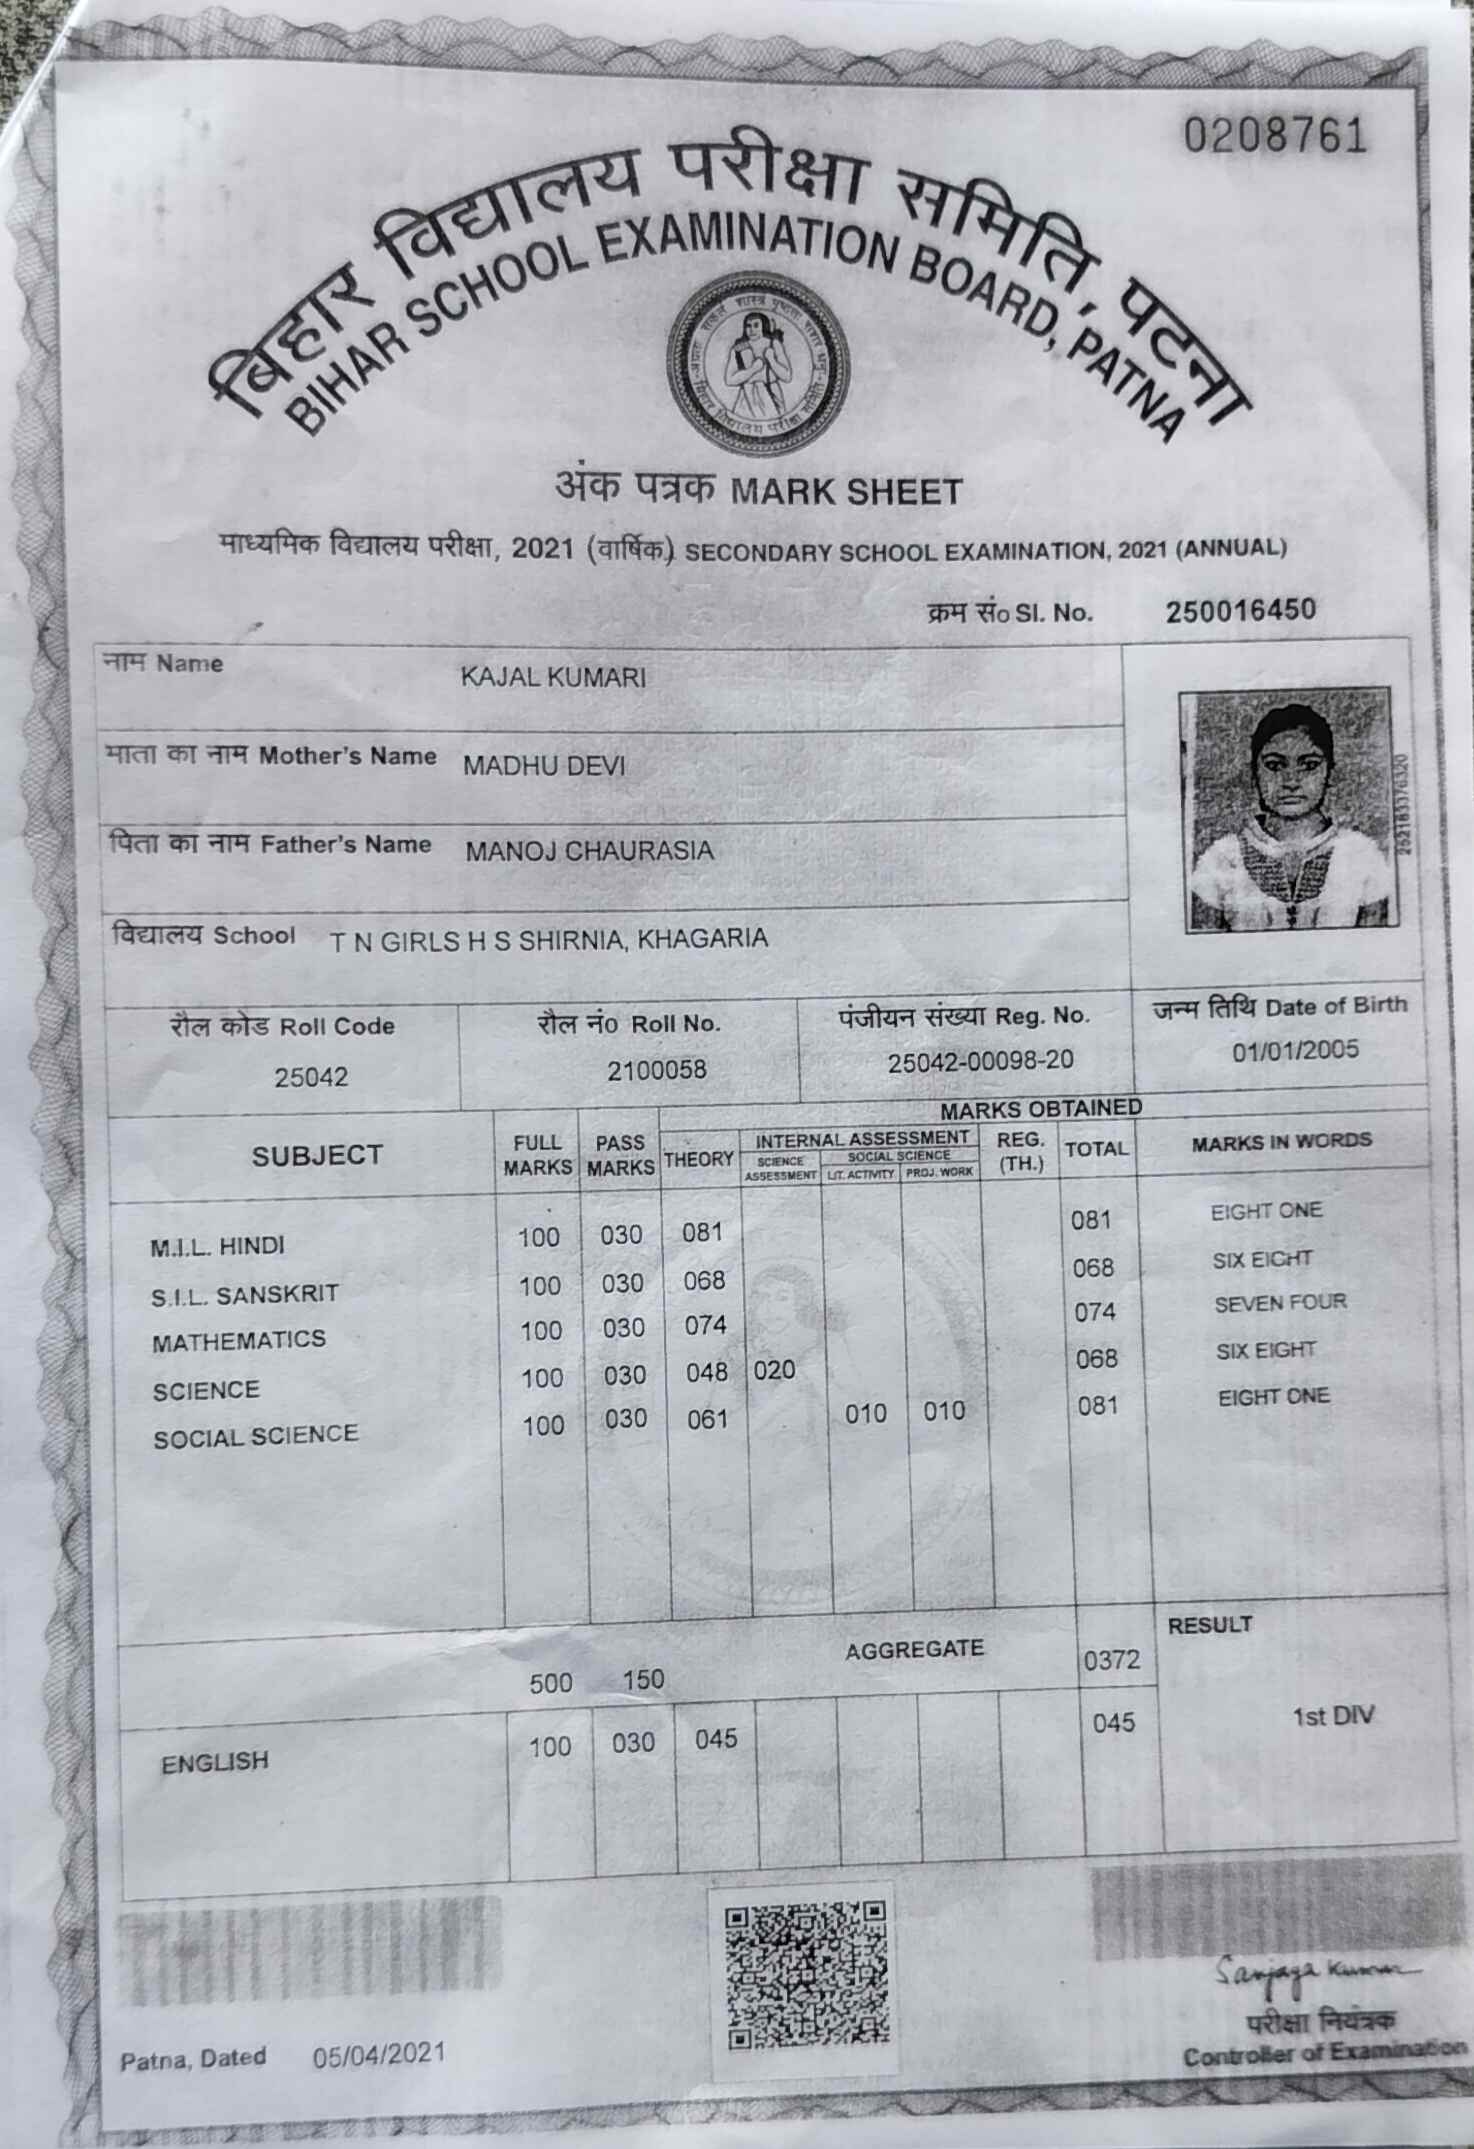 0208761
बिहार विद्यालय परीक्षा समिति, पटना
BIHAR SCHOOL EXAMINATION BOARD, PATNA
अंक पत्रक MARK SHEET
माध्यमिक विद्यालय परीक्षा, 2021 (वार्षिक) SECONDARY SCHOOL EXAMINATION, 2021 (ANNUAL)
क्रम सं० Sl. No. 250016450
नाम Name KAJAL KUMARI
माता का नाम Mother's Name MADHU DEVI
पिता का नाम Father's Name MANOJ CHAURASIA
विद्यालय School T N GIRLS H S SHIRNIA, KHAGARIA
रौल कोड Roll Code रौल नं० Roll No. पंजीयन संख्या Reg. No. जन्म तिथि Date of Birth
25042 2100058 25042-00098-20 01/01/2005
MARKS OBTAINED
SUBJECT FULL MARKS PASS MARKS THEORY INTERNAL ASSESSMENT REG. (TH.) TOTAL MARKS IN WORDS
SCIENCE ASSESSMENT SOCIAL SCIENCE
LIT. ACTIVITY PROJ. WORK
M.I.L. HINDI 100 030 081 081 EIGHT ONE
S.I.L. SANSKRIT 100 030 068 068 SIX EIGHT
MATHEMATICS 100 030 074 074 SEVEN FOUR
SCIENCE 100 030 048 020 068 SIX EIGHT
SOCIAL SCIENCE 100 030 061 010 010 081 EIGHT ONE
500 150 AGGREGATE 0372 RESULT
ENGLISH 100 030 045 045 1st DIV
Sanjaya Kumar
परीक्षा नियंत्रक
Controller of Examination
Patna, Dated 05/04/2021